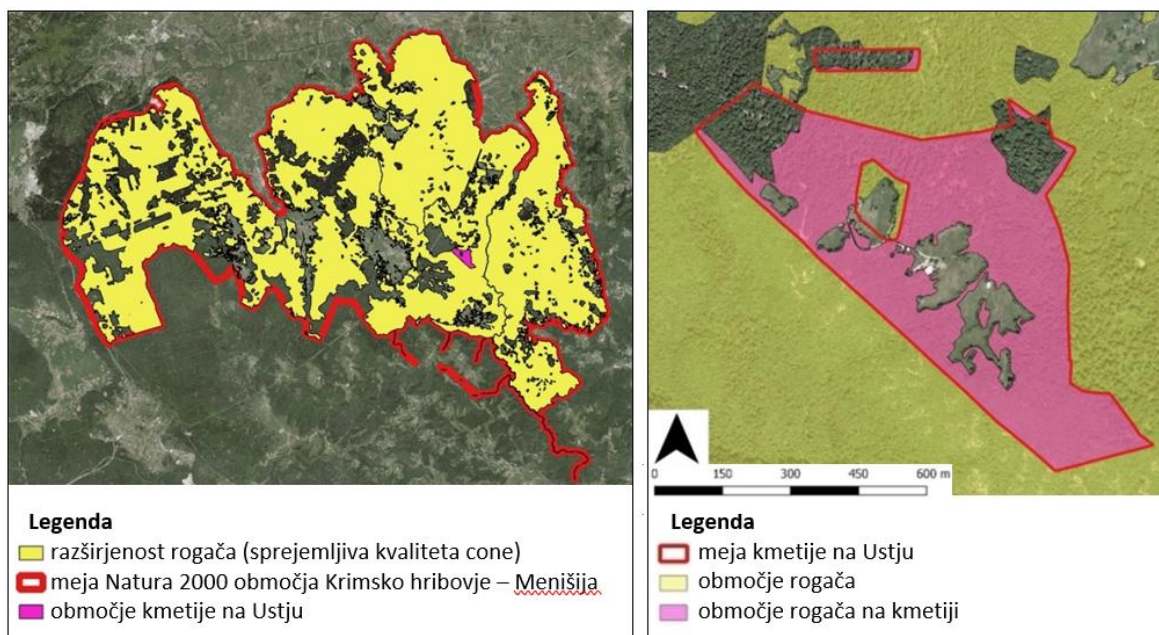 Legenda
razširjenost rogača (sprejemljiva kvaliteta cone)
meja Natura 2000 območja Krimsko hribovje – Menišija
območje kmetije na Ustju
0 150 300 450 600 m
Legenda
meja kmetije na Ustju
območje rogača
območje rogača na kmetiji